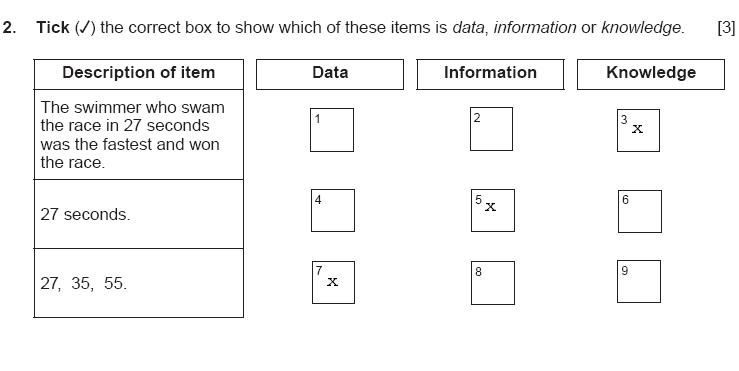 2. Tick (✓) the correct box to show which of these items is data, information or knowledge. [3]
Description of item Data Information Knowledge
The swimmer who swam
the race in 27 seconds
was the fastest and won
the race.
1 2 3 x
27 seconds.
4 5 x 6
27, 35, 55.
7 x 8 9